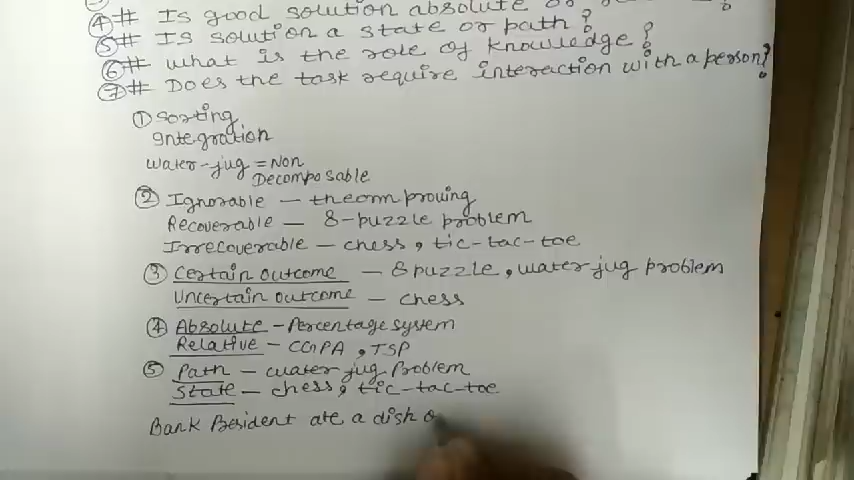 ④# Is good solution absolute or
⑤# Is solution a state or path?
⑥# what is the role of knowledge?
⑦# Does the task require interaction with a person?
① Sorting
Integration
water-jug = Non
Decomposable
② Ignorable — theorm proving
Recoverable — 8-puzzle problem
Irrecoverable — chess, tic-tac-toe
③ Certain outcome — 8 puzzle, water jug problem
Uncertain outcome — chess
④ Absolute - Percentage system
Relative - CGPA, TSP
⑤ Path — water jug Problem
State — chess, tic-tac-toe
Bank President ate a dish o